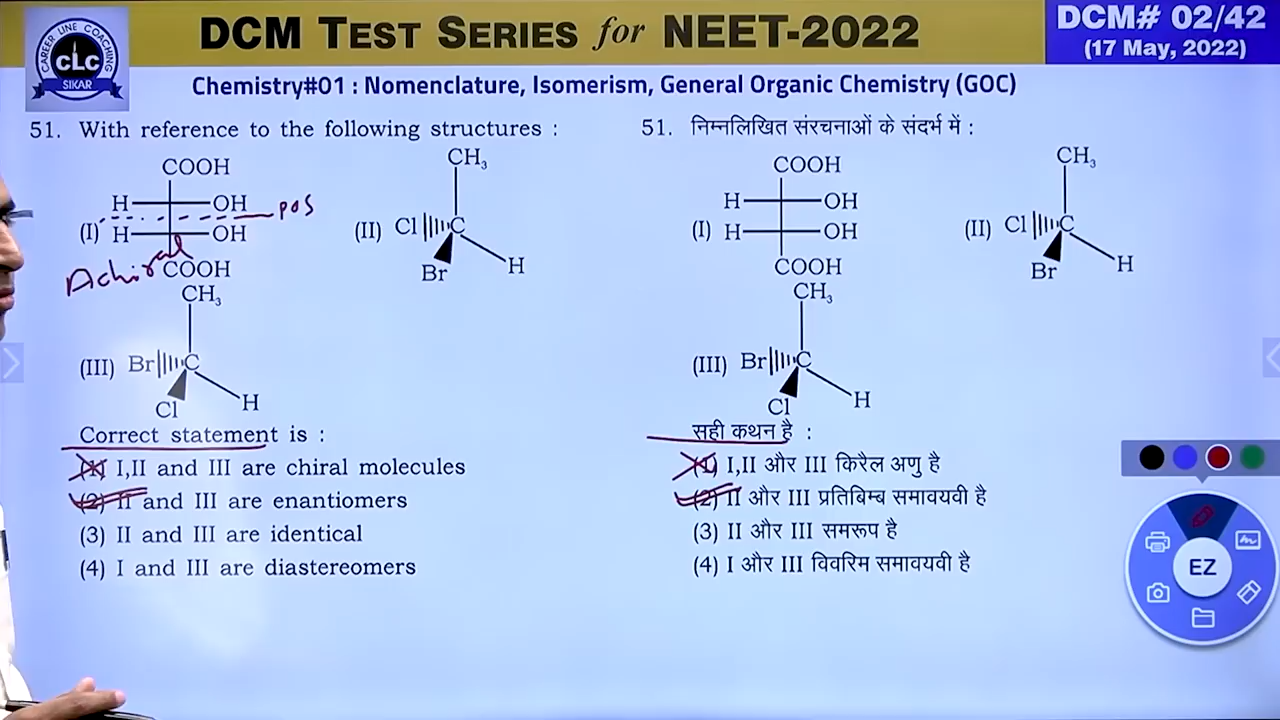 DCM TEST SERIES for NEET-2022
DCM# 02/42
(17 May, 2022)
CAREER LINE COACHING
CLC
SIKAR
Chemistry#01 : Nomenclature, Isomerism, General Organic Chemistry (GOC)
51. With reference to the following structures :
COOH
H OH
POS
(I) H OH
COOH
Achiral
CH₃
(II) Cl C
Br H
CH₃
(III) Br C
Cl H
Correct statement is :
(1) I,II and III are chiral molecules
(2) II and III are enantiomers
(3) II and III are identical
(4) I and III are diastereomers
51. निम्नलिखित संरचनाओं के संदर्भ में :
COOH
H OH
(I) H OH
COOH
CH₃
(II) Cl C
Br H
CH₃
(III) Br C
Cl H
सही कथन है :
(1) I,II और III किरैल अणु है
(2) II और III प्रतिबिम्ब समावयवी है
(3) II और III समरूप है
(4) I और III विवरिम समावयवी है
EZ